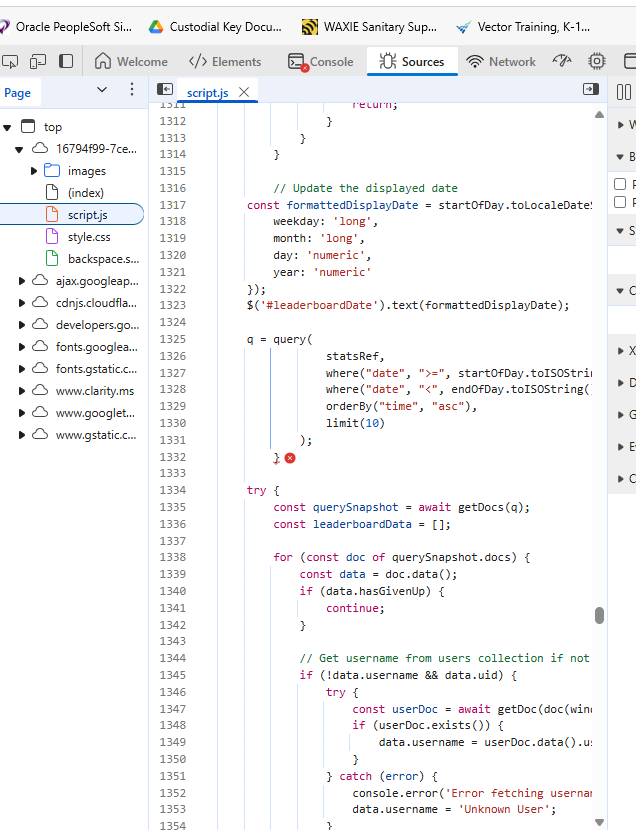 Oracle PeopleSoft Si...
Custodial Key Docu...
WAXIE Sanitary Sup...
Vector Training, K-1...
Welcome
Elements
Console
Sources
Network
Page
script.js
top
16794f99-7ce...
images
(index)
script.js
style.css
backspace.s...
ajax.googleap...
cdnjs.cloudfla...
developers.go...
fonts.googlea...
fonts.gstatic.c...
www.clarity.ms
www.googlet...
www.gstatic.c...
1311 return;
1312 }
1313 }
1314 }
1315
1316 // Update the displayed date
1317 const formattedDisplayDate = startOfDay.toLocaleDateS
1318 weekday: 'long',
1319 month: 'long',
1320 day: 'numeric',
1321 year: 'numeric'
1322 });
1323 $('#leaderboardDate').text(formattedDisplayDate);
1324
1325 q = query(
1326 statsRef,
1327 where("date", ">=", startOfDay.toISOStrin
1328 where("date", "<", endOfDay.toISOString()
1329 orderBy("time", "asc"),
1330 limit(10)
1331 );
1332 }
1333
1334 try {
1335 const querySnapshot = await getDocs(q);
1336 const leaderboardData = [];
1337
1338 for (const doc of querySnapshot.docs) {
1339 const data = doc.data();
1340 if (data.hasGivenUp) {
1341 continue;
1342 }
1343
1344 // Get username from users collection if not
1345 if (!data.username && data.uid) {
1346 try {
1347 const userDoc = await getDoc(doc(wind
1348 if (userDoc.exists()) {
1349 data.username = userDoc.data().us
1350 }
1351 } catch (error) {
1352 console.error('Error fetching usernam
1353 data.username = 'Unknown User';
1354 }